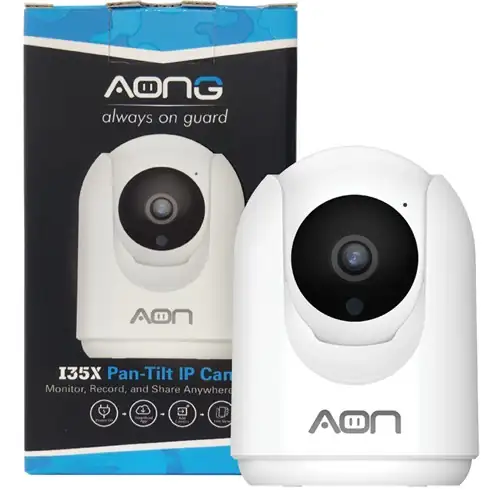 AONG
always on guard
AON
I35X Pan-Tilt IP Cam
Monitor, Record, and Share Anywhere
AON